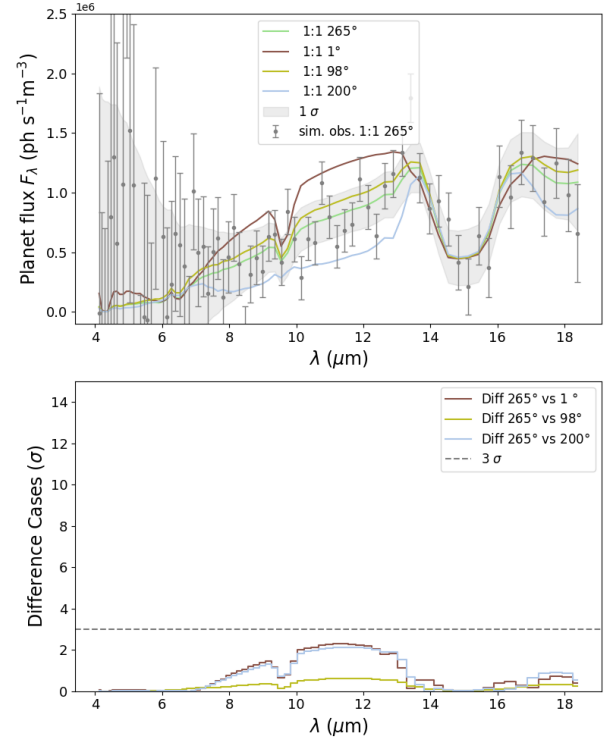 1e6
2.5
2.0
1.5
1.0
0.5
0.0
Planet flux Fλ (ph s⁻¹m⁻³)
1:1 265°
1:1 1°
1:1 98°
1:1 200°
1 σ
sim. obs. 1:1 265°
4 6 8 10 12 14 16 18
λ (μm)
14
12
10
8
6
4
2
0
Difference Cases (σ)
Diff 265° vs 1 °
Diff 265° vs 98°
Diff 265° vs 200°
3 σ
4 6 8 10 12 14 16 18
λ (μm)